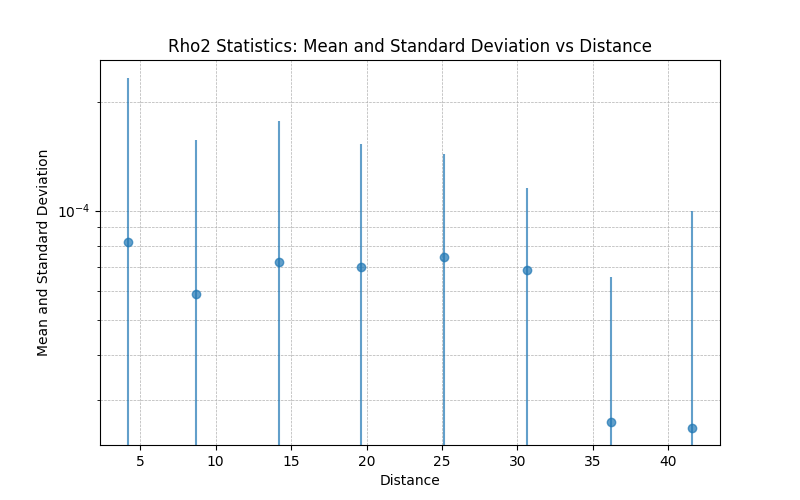 Rho2 Statistics: Mean and Standard Deviation vs Distance
Mean and Standard Deviation
10⁻⁴
5 10 15 20 25 30 35 40
Distance